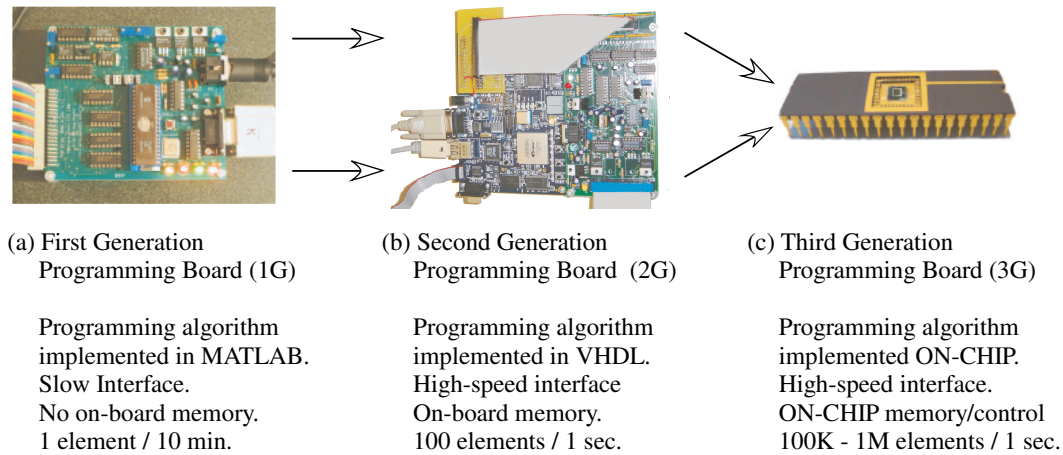 (a) First Generation
Programming Board (1G)
Programming algorithm
implemented in MATLAB.
Slow Interface.
No on-board memory.
1 element / 10 min.
(b) Second Generation
Programming Board (2G)
Programming algorithm
implemented in VHDL.
High-speed interface
On-board memory.
100 elements / 1 sec.
(c) Third Generation
Programming Board (3G)
Programming algorithm
implemented ON-CHIP.
High-speed interface.
ON-CHIP memory/control
100K - 1M elements / 1 sec.